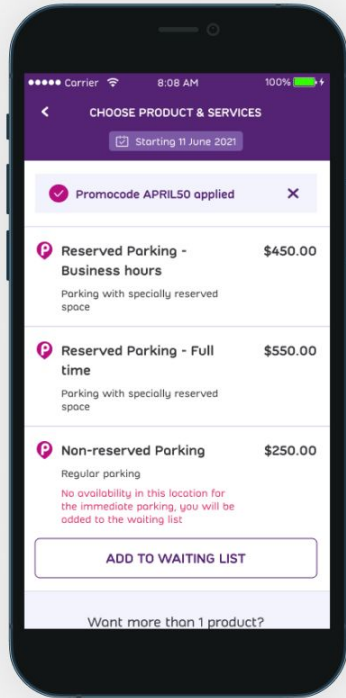 Carrier 8:08 AM 100%
CHOOSE PRODUCT & SERVICES
Starting 11 June 2021
Promocode APRIL50 applied
Reserved Parking - $450.00
Business hours
Parking with specially reserved
space
Reserved Parking - Full $550.00
time
Parking with specially reserved
space
Non-reserved Parking $250.00
Regular parking
No availability in this location for
the immediate parking, you will be
added to the waiting list
ADD TO WAITING LIST
Want more than 1 product?